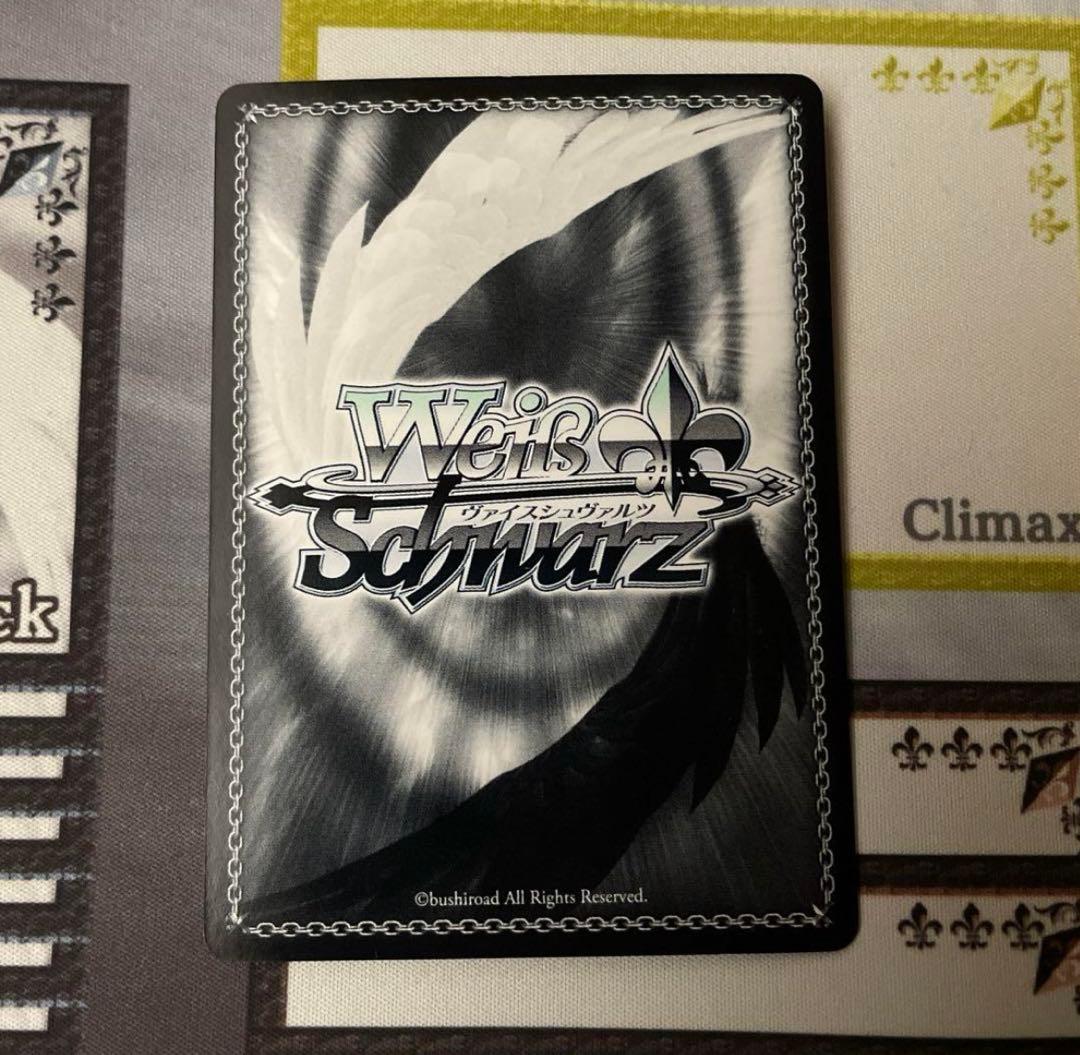 Weiß
ヴァイスシュヴァルツ
Schwarz
©bushiroad All Rights Reserved.
Climax
ck